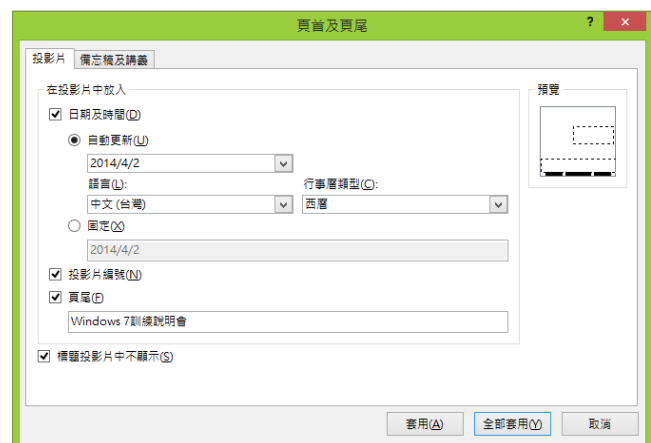 頁首及頁尾
? ×
投影片 備忘稿及講義
在投影片中放入
預覽
日期及時間(D)
自動更新(U)
2014/4/2
語言(L): 行事曆類型(C):
中文 (台灣) 西曆
固定(X)
2014/4/2
投影片編號(N)
頁尾(F)
Windows 7訓練說明會
標題投影片中不顯示(S)
套用(A) 全部套用(Y) 取消